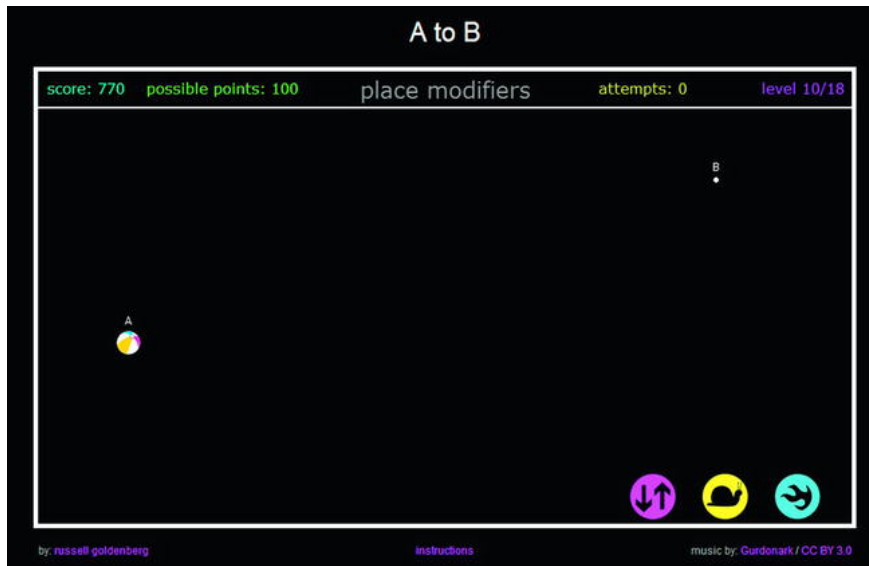 A to B
score: 770 possible points: 100 place modifiers attempts: 0 level 10/18
B
A
by: russell goldenberg instructions music by: Gurdonark / CC BY 3.0